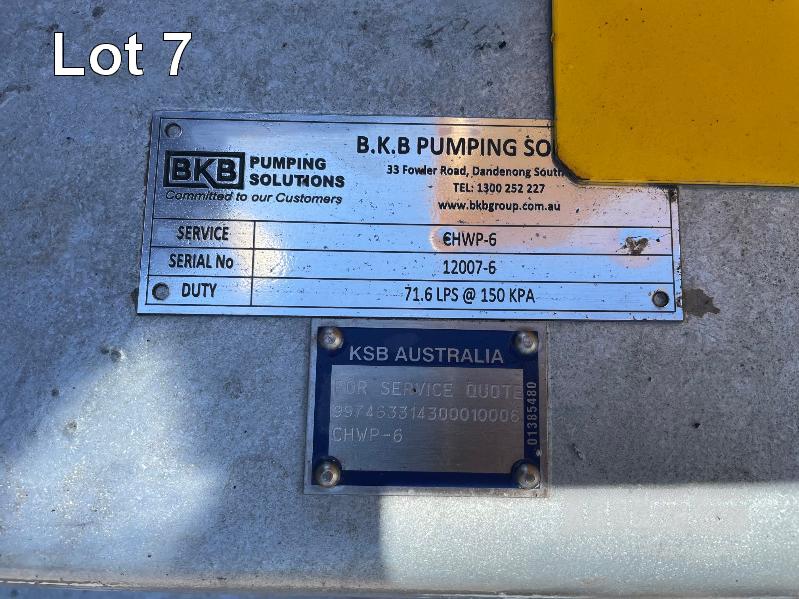 Lot 7
B.K.B PUMPING SO
BKB PUMPING SOLUTIONS
Committed to our Customers
33 Fowler Road, Dandenong South
TEL: 1300 252 227
www.bkbgroup.com.au
SERVICE CHWP-6
SERIAL No 12007-6
DUTY 71.6 LPS @ 150 KPA
KSB AUSTRALIA
FOR SERVICE QUOTE
997463314300010006
CHWP-6
01385480